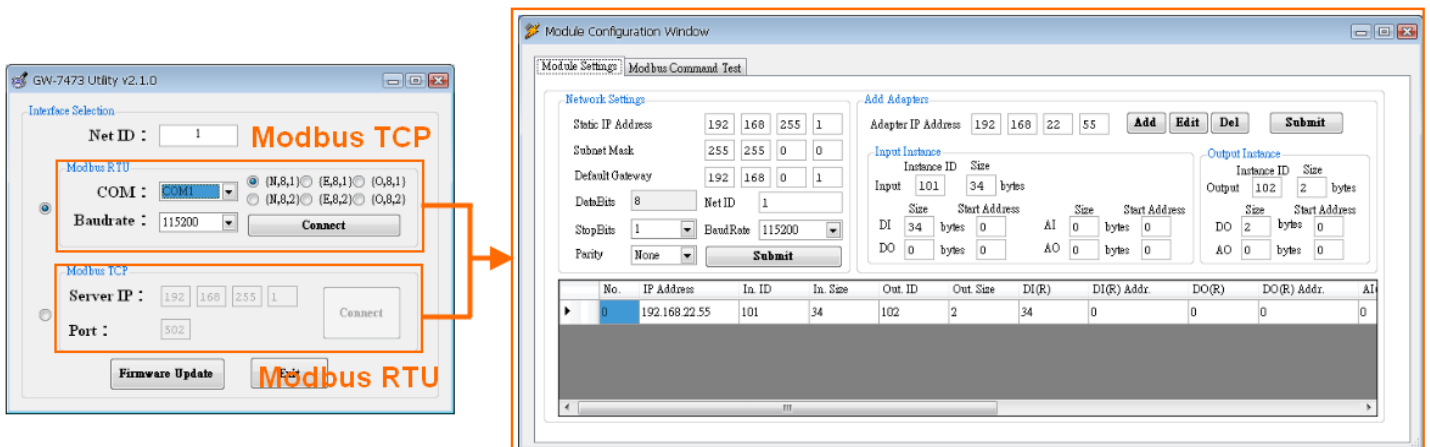 GW-7473 Utility v2.1.0
Interface Selection
Net ID : 1
Modbus TCP
Modbus RTU
COM : COM1
(N,8,1) (E,8,1) (O,8,1)
(N,8,2) (E,8,2) (O,8,2)
Baudrate : 115200 Connect
Modbus TCP
Server IP : 192 168 255 1
Connect
Port : 502
Firmware Update Exit
Modbus RTU
Module Configuration Window
Module Settings Modbus Command Test
Network Settings
Static IP Address 192 168 255 1
Subnet Mask 255 255 0 0
Default Gateway 192 168 0 1
DataBits 8 Net ID 1
StopBits 1 BaudRate 115200
Parity None Submit
Add Adapters
Adapter IP Address 192 168 22 55 Add Edit Del Submit
Input Instance
Instance ID Size
Input 101 34 bytes
Size Start Address Size Start Address
DI 34 bytes 0 AI 0 bytes 0
DO 0 bytes 0 AO 0 bytes 0
Output Instance
Instance ID Size
Output 102 2 bytes
Size Start Address
DO 2 bytes 0
AO 0 bytes 0
No. IP Address In. ID In. Size Out. ID Out. Size DI(R) DI(R) Addr. DO(R) DO(R) Addr.
0 192.168.22.55 101 34 102 2 34 0 0 0 0